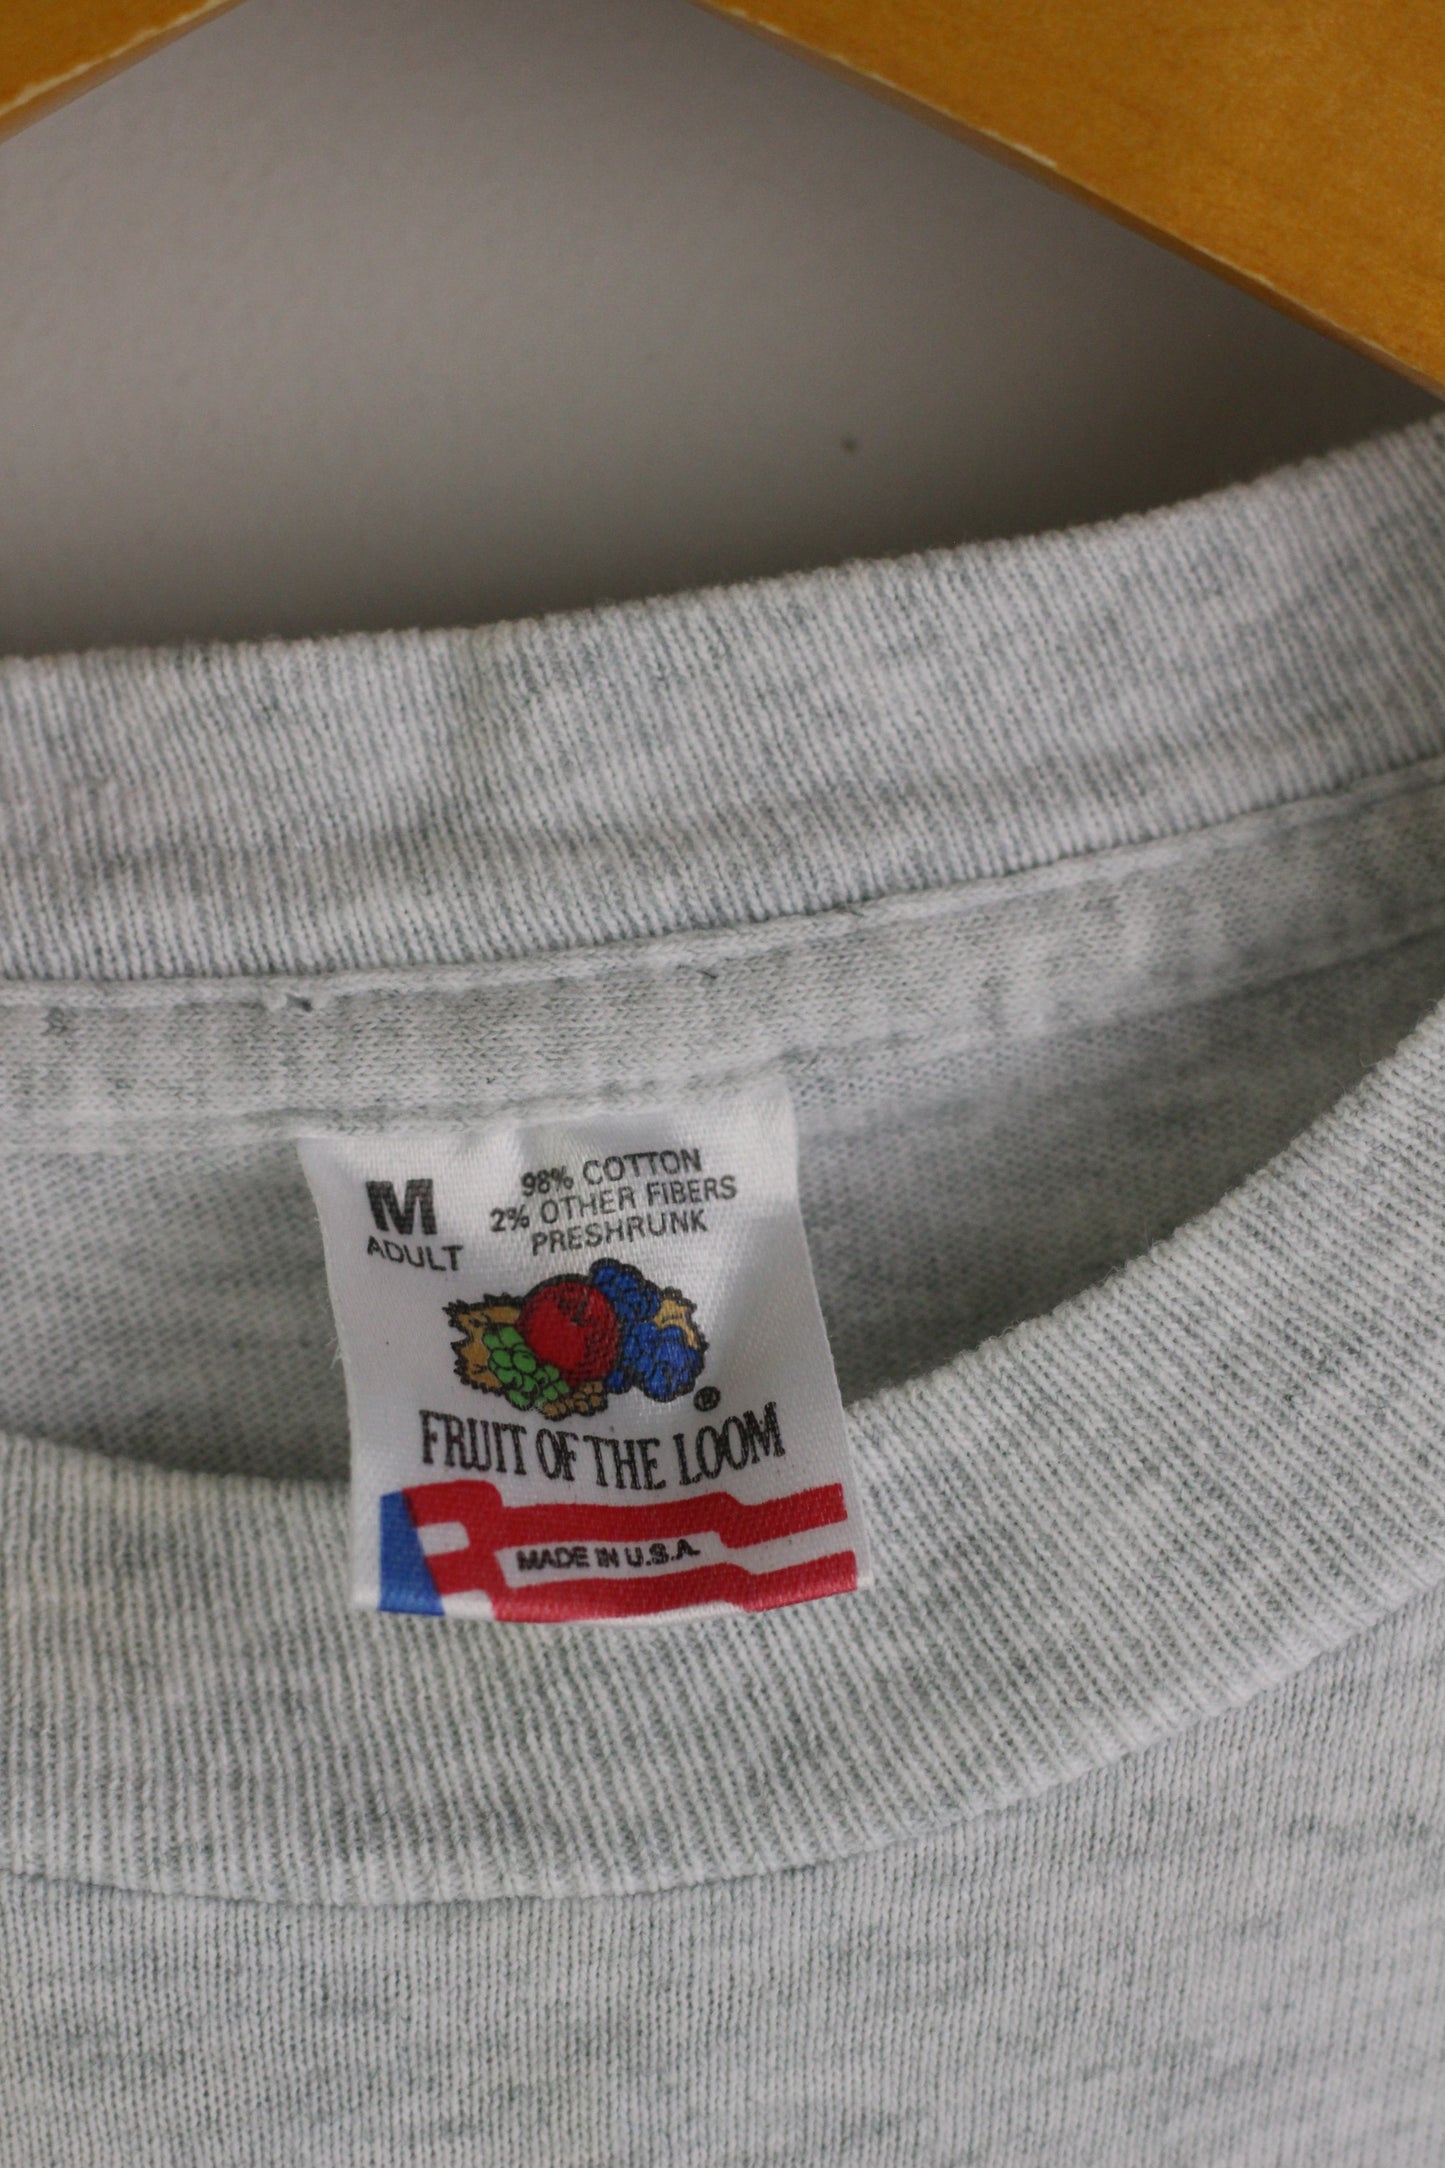 M
ADULT
98% COTTON
2% OTHER FIBERS
PRESHRUNK
®
FRUIT OF THE LOOM
MADE IN U.S.A.